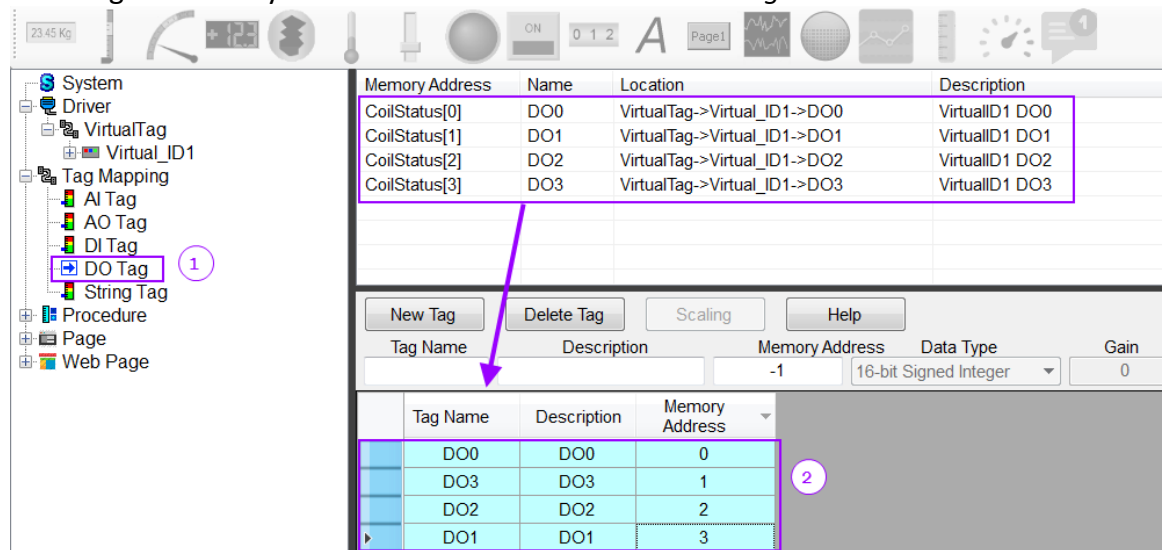 23.45 Kg
+ 12.3
ON
0 1 2
A
Page1
1
System
Driver
VirtualTag
Virtual_ID1
Tag Mapping
AI Tag
AO Tag
DI Tag
DO Tag
1
String Tag
Procedure
Page
Web Page
Memory Address Name Location Description
CoilStatus[0] DO0 VirtualTag->Virtual_ID1->DO0 VirtualID1 DO0
CoilStatus[1] DO1 VirtualTag->Virtual_ID1->DO1 VirtualID1 DO1
CoilStatus[2] DO2 VirtualTag->Virtual_ID1->DO2 VirtualID1 DO2
CoilStatus[3] DO3 VirtualTag->Virtual_ID1->DO3 VirtualID1 DO3
New Tag Delete Tag Scaling Help
Tag Name Description Memory Address Data Type Gain
-1 16-bit Signed Integer 0
Tag Name Description Memory Address
DO0 DO0 0
DO3 DO3 1
DO2 DO2 2
DO1 DO1 3
2